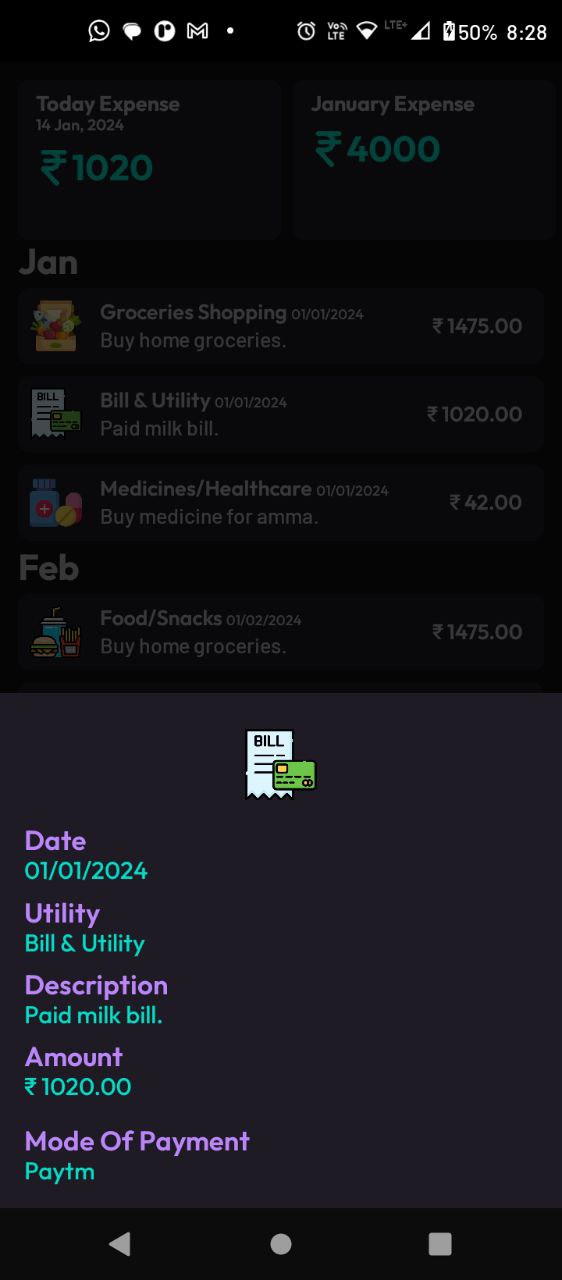 VoLTE LTE+ 50% 8:28
Today Expense
14 Jan, 2024
₹ 1020
January Expense
₹ 4000
Jan
Groceries Shopping 01/01/2024
Buy home groceries.
₹ 1475.00
BILL
Bill & Utility 01/01/2024
Paid milk bill.
₹ 1020.00
Medicines/Healthcare 01/01/2024
Buy medicine for amma.
₹ 42.00
Feb
Food/Snacks 01/02/2024
Buy home groceries.
₹ 1475.00
BILL
Date
01/01/2024
Utility
Bill & Utility
Description
Paid milk bill.
Amount
₹ 1020.00
Mode Of Payment
Paytm